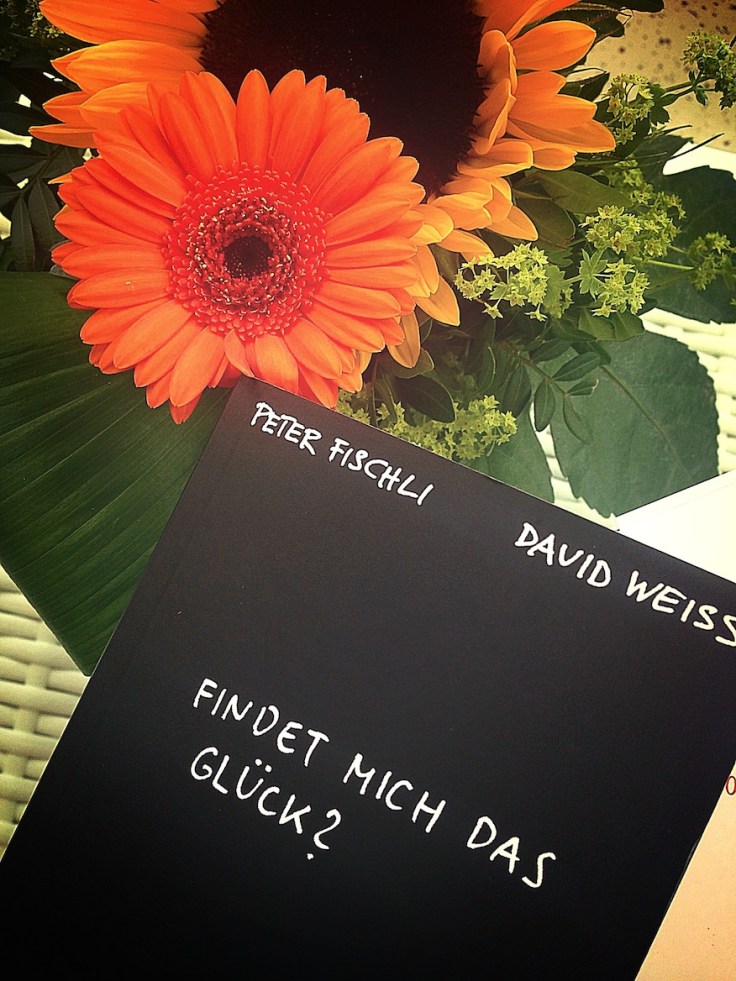 PETER FISCHLI
DAVID WEISS
FINDET MICH DAS
GLÜCK?